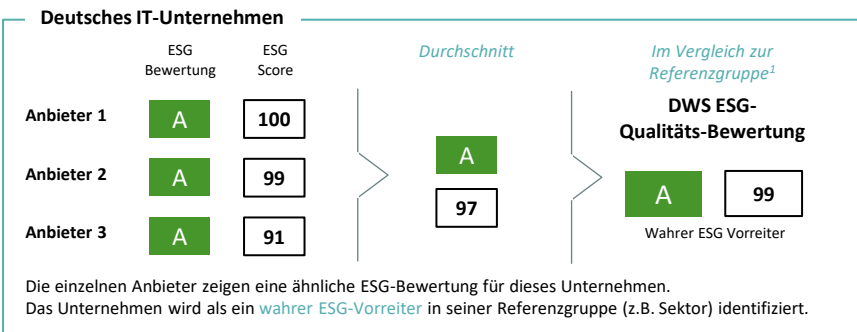 Deutsches IT-Unternehmen
ESG Bewertung
ESG Score
Durchschnitt
Im Vergleich zur
Referenzgruppe1
DWS ESG-
Qualitäts-Bewertung
Anbieter 1 A 100
Anbieter 2 A 99
Anbieter 3 A 91
A
97
A 99
Wahrer ESG Vorreiter
Die einzelnen Anbieter zeigen eine ähnliche ESG-Bewertung für dieses Unternehmen.
Das Unternehmen wird als ein wahrer ESG-Vorreiter in seiner Referenzgruppe (z.B. Sektor) identifiziert.